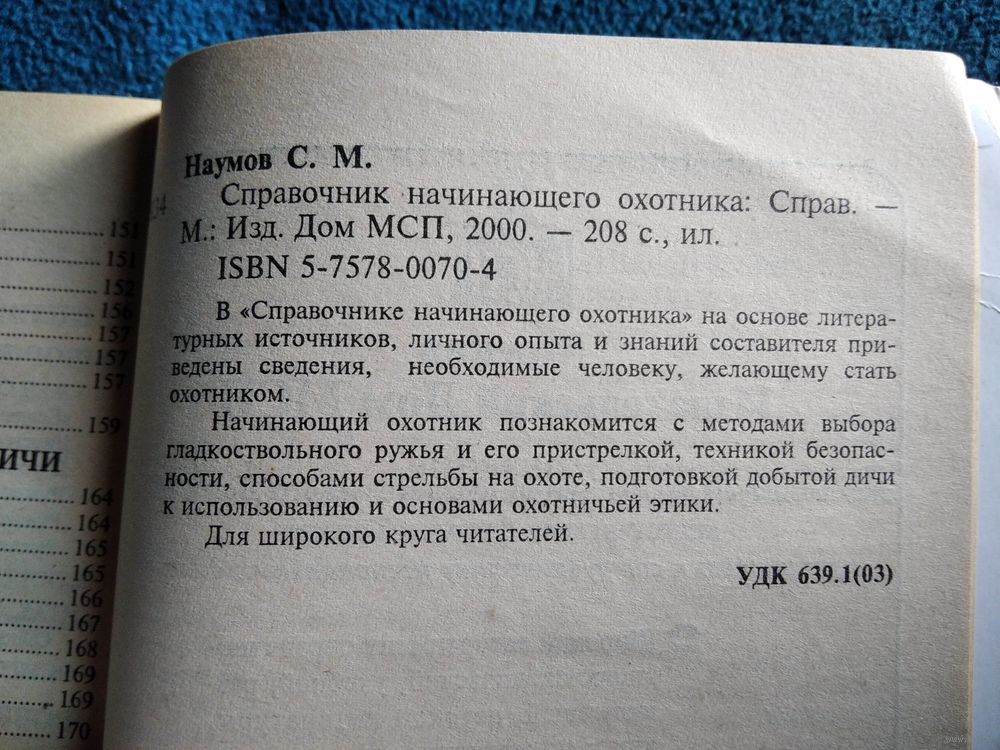 151
151
152
156
157
157
157
159
ИЧИ
164
164
165
165
166
167
168
169
169
170
Наумов С. М.
Справочник начинающего охотника: Справ. —
М.: Изд. Дом МСП, 2000. — 208 с., ил.
ISBN 5-7578-0070-4
В «Справочнике начинающего охотника» на основе литера-
турных источников, личного опыта и знаний составителя при-
ведены сведения, необходимые человеку, желающему стать
охотником.
Начинающий охотник познакомится с методами выбора
гладкоствольного ружья и его пристрелкой, техникой безопас-
ности, способами стрельбы на охоте, подготовкой добытой дичи
к использованию и основами охотничьей этики.
Для широкого круга читателей.
УДК 639.1(03)